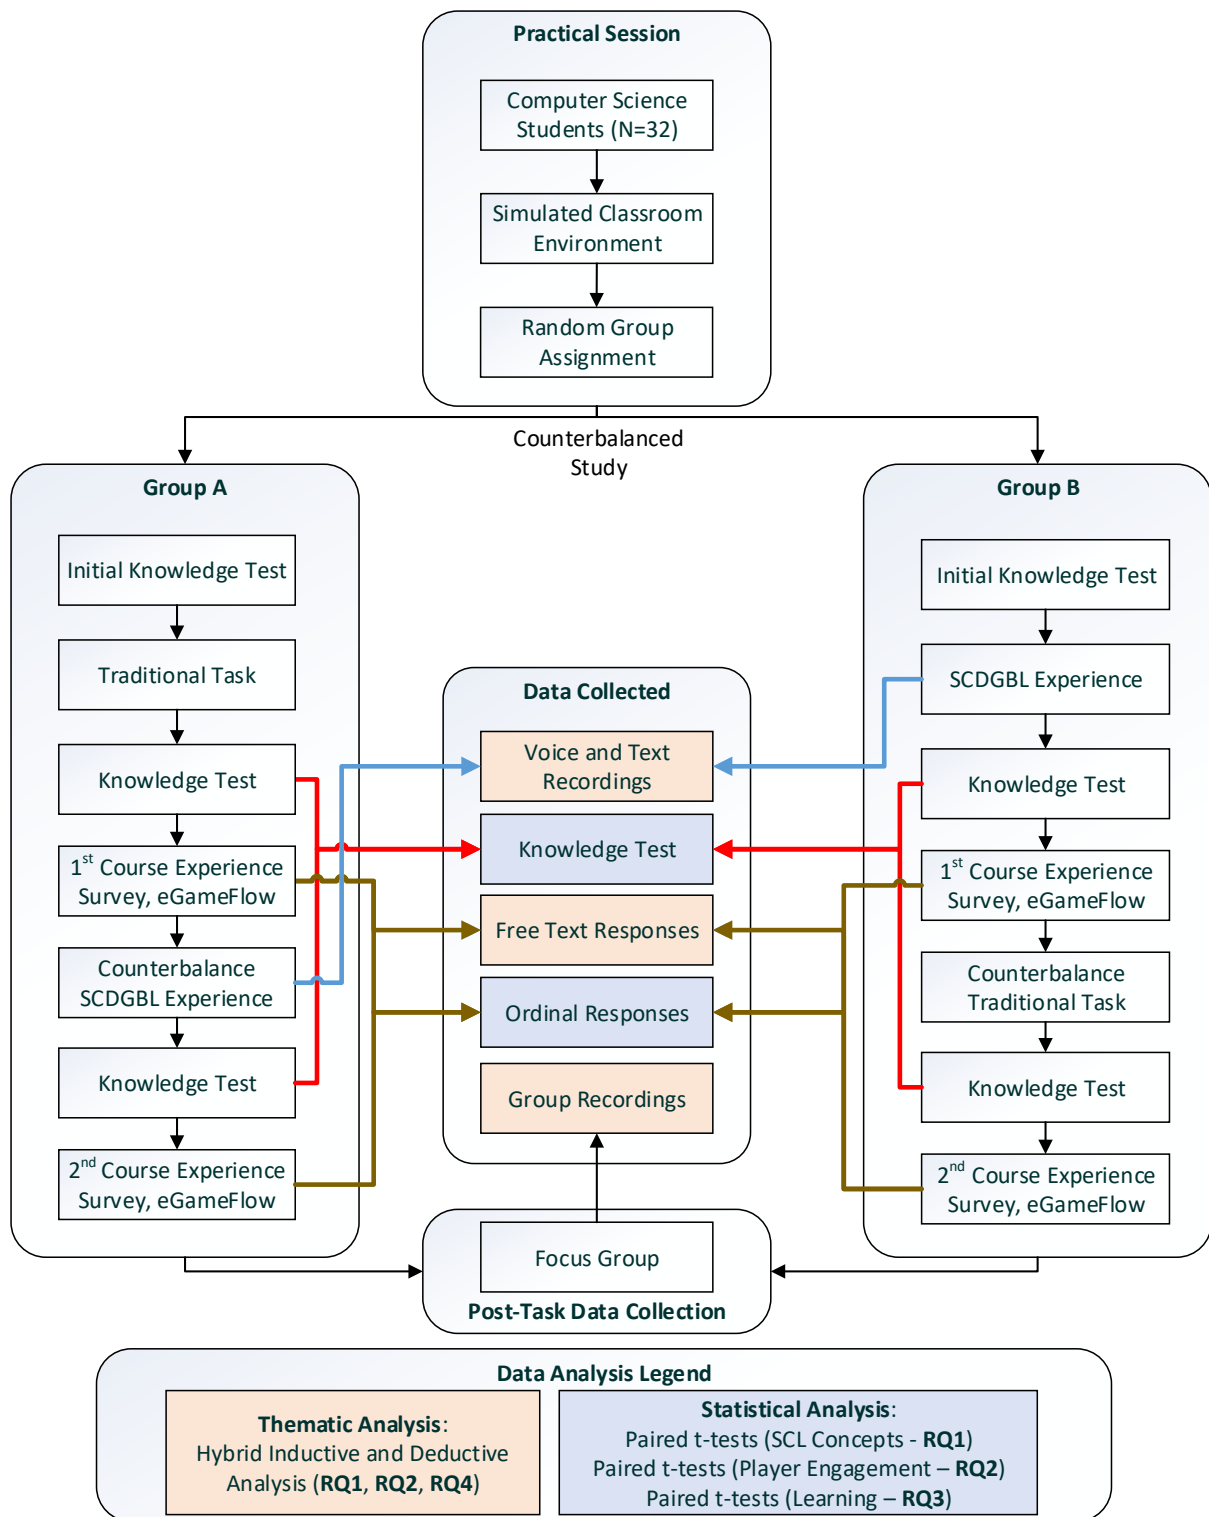 Practical Session
Computer Science
Students (N=32)
Simulated Classroom
Environment
Random Group
Assignment
Counterbalanced
Study
Group A
Initial Knowledge Test
Traditional Task
Knowledge Test
1st Course Experience
Survey, eGameFlow
Counterbalance
SCDGBL Experience
Knowledge Test
2nd Course Experience
Survey, eGameFlow
Data Collected
Voice and Text
Recordings
Knowledge Test
Free Text Responses
Ordinal Responses
Group Recordings
Group B
Initial Knowledge Test
SCDGBL Experience
Knowledge Test
1st Course Experience
Survey, eGameFlow
Counterbalance
Traditional Task
Knowledge Test
2nd Course Experience
Survey, eGameFlow
Focus Group
Post-Task Data Collection
Data Analysis Legend
Thematic Analysis:
Hybrid Inductive and Deductive
Analysis (RQ1, RQ2, RQ4)
Statistical Analysis:
Paired t-tests (SCL Concepts - RQ1)
Paired t-tests (Player Engagement – RQ2)
Paired t-tests (Learning – RQ3)